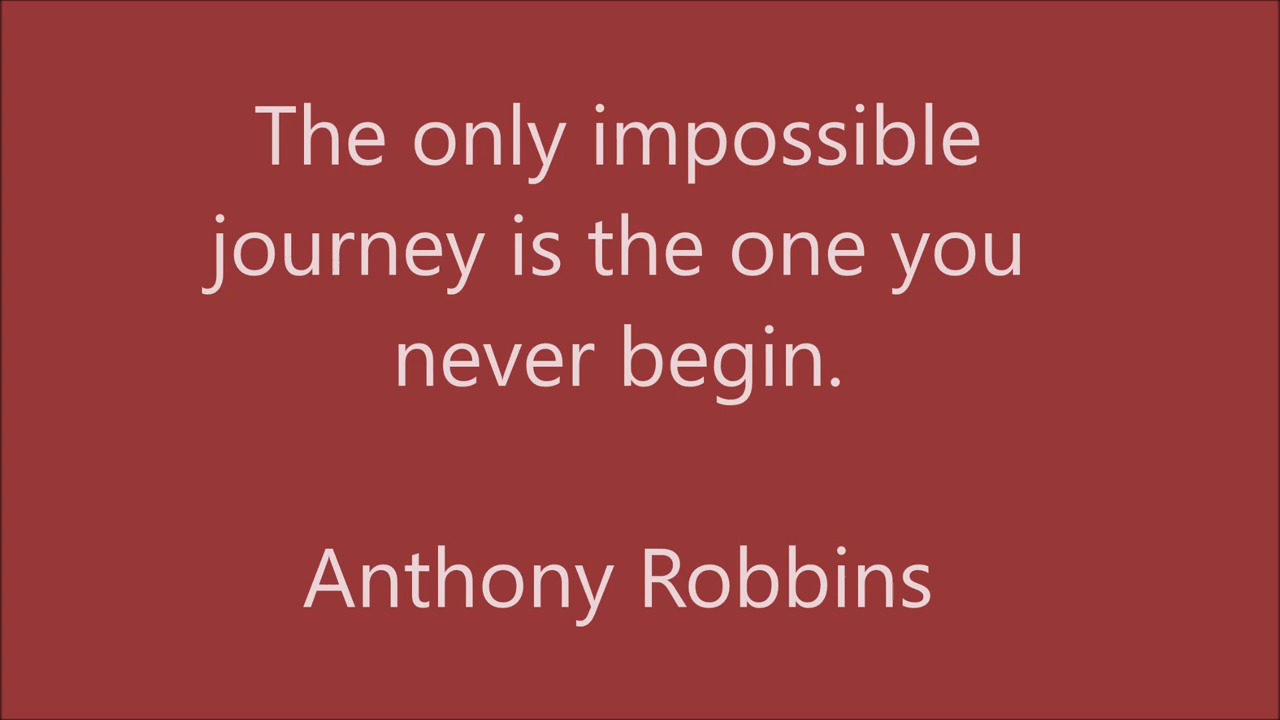 The only impossible
journey is the one you
never begin.
Anthony Robbins